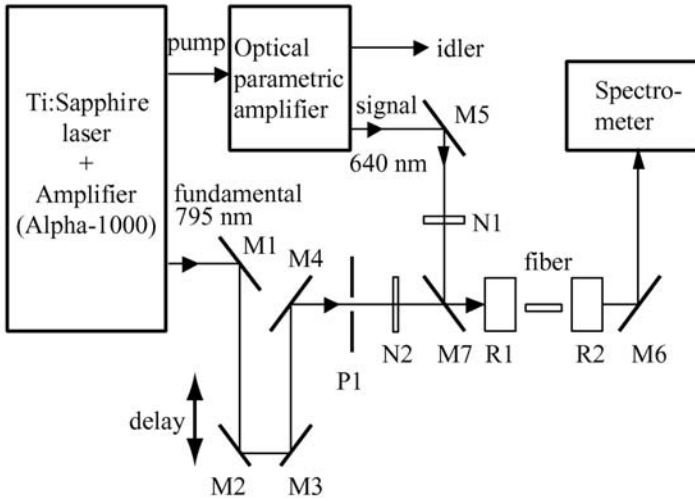 Ti:Sapphire
laser
+
Amplifier
(Alpha-1000)
pump
Optical
parametric
amplifier
idler
signal
640 nm
M5
Spectro-
meter
fundamental
795 nm
M1
M4
N1
fiber
P1
N2
M7
R1
R2
M6
delay
M2
M3